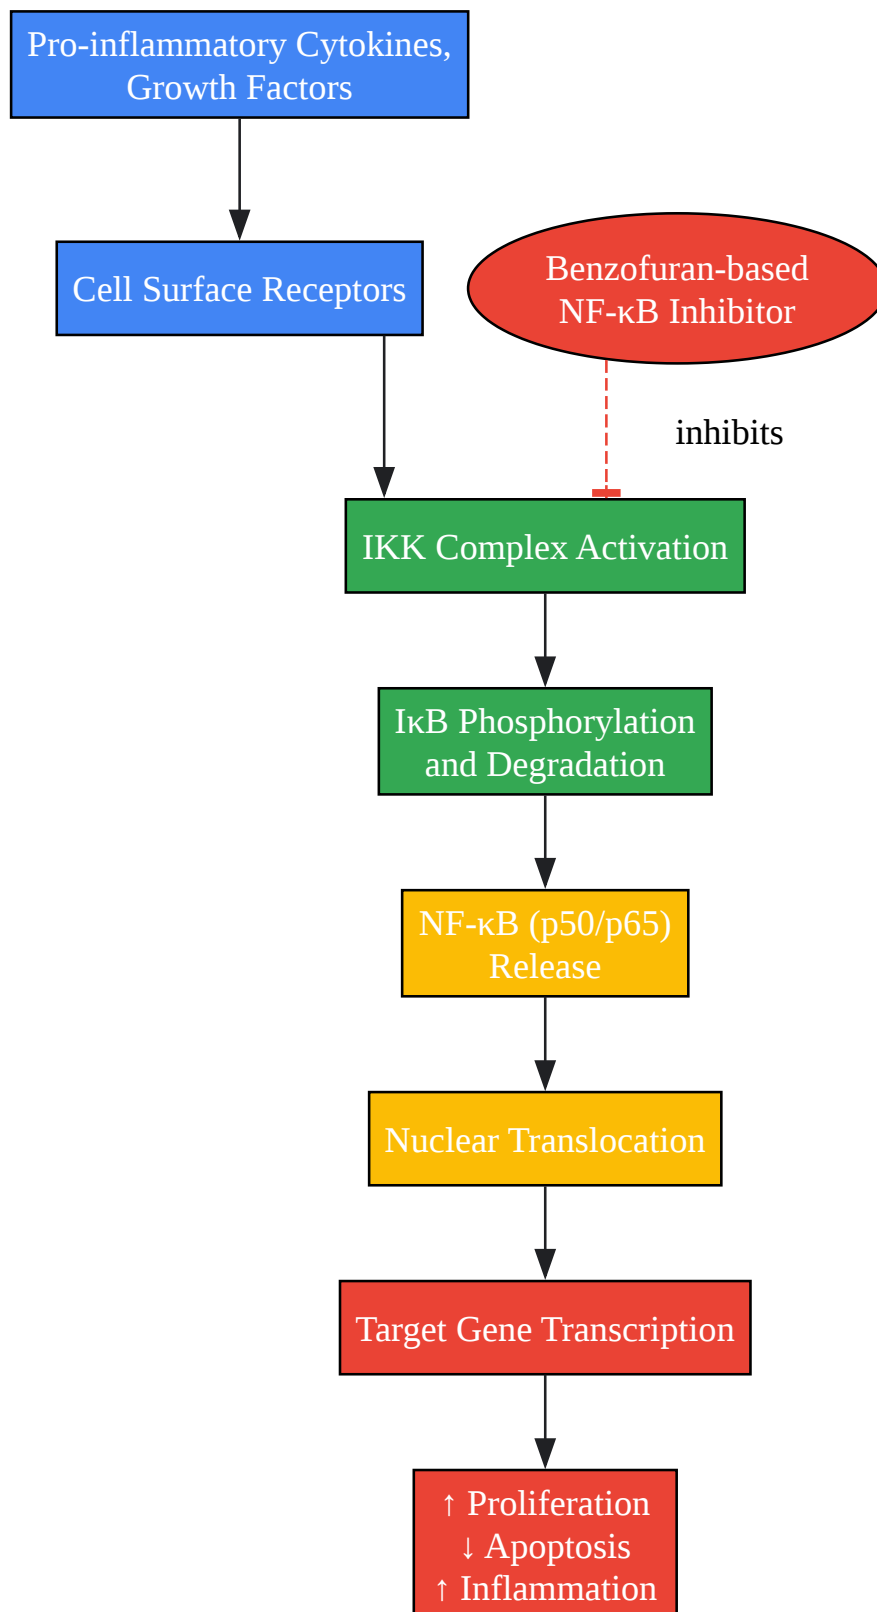 Pro-inflammatory Cytokines,
Growth Factors
Cell Surface Receptors
Benzofuran-based
NF-κB Inhibitor
inhibits
IKK Complex Activation
IκB Phosphorylation
and Degradation
NF-κB (p50/p65)
Release
Nuclear Translocation
Target Gene Transcription
↑ Proliferation
↓ Apoptosis
↑ Inflammation